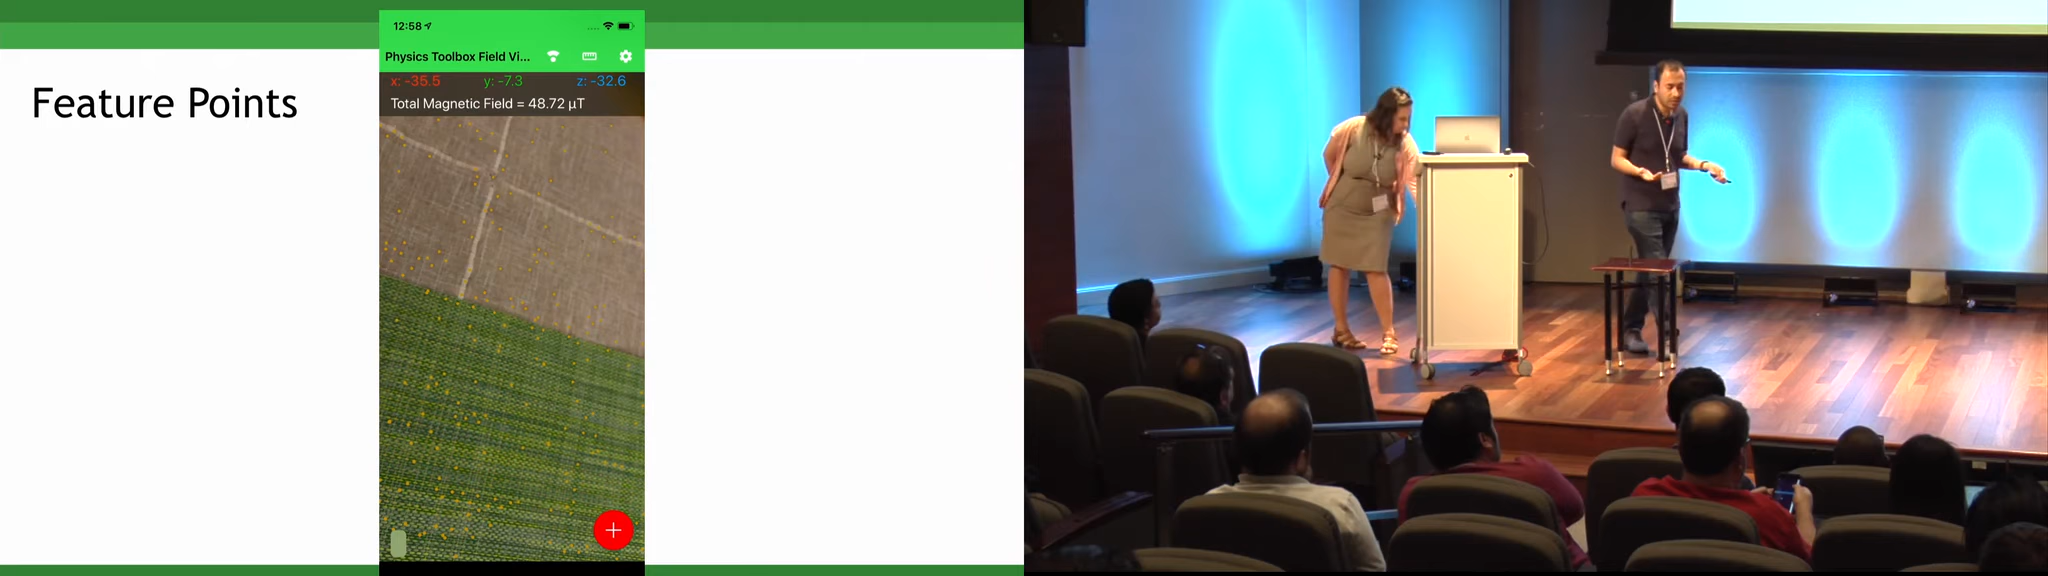 Feature Points
12:58
Physics Toolbox Field Vi...
x: -35.5 y: -7.3 z: -32.6
Total Magnetic Field = 48.72 µT